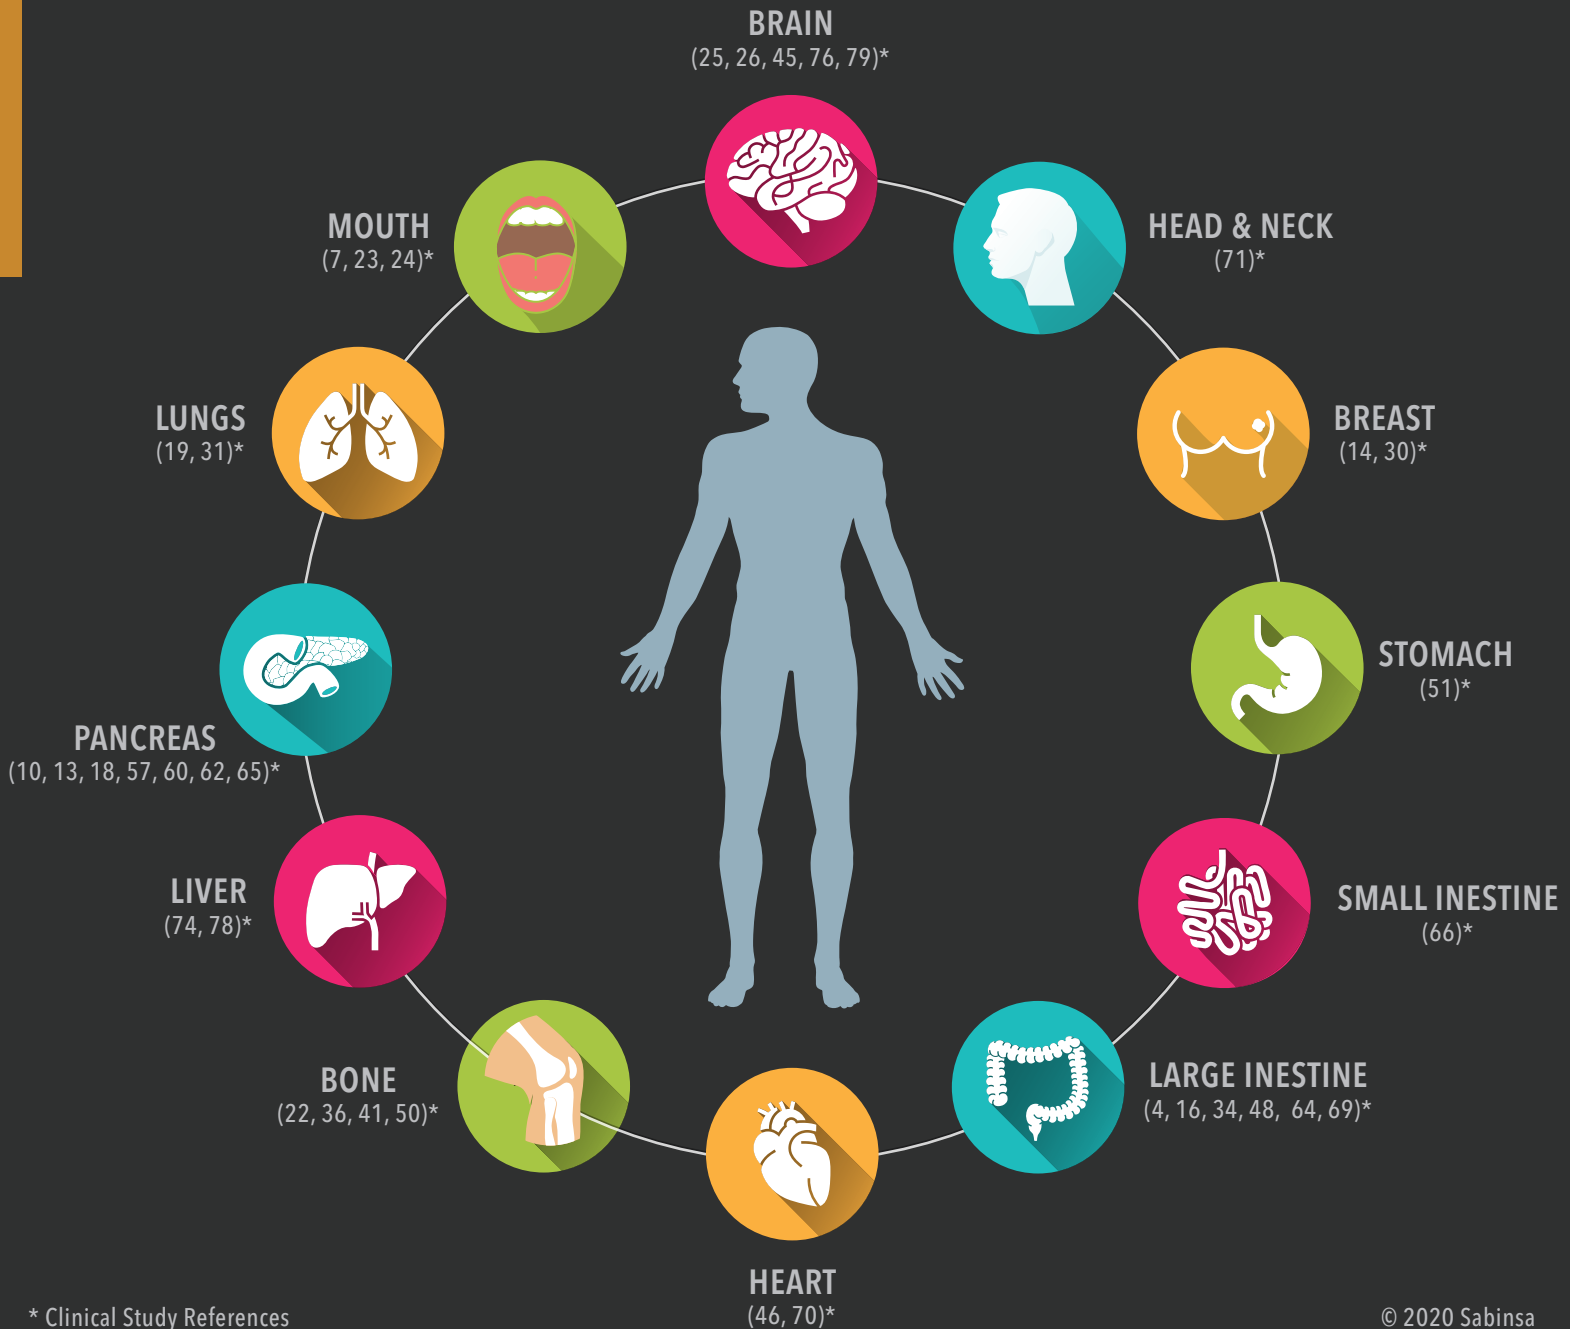 BRAIN
(25, 26, 45, 76, 79)*
MOUTH
(7, 23, 24)*
HEAD & NECK
(71)*
LUNGS
(19, 31)*
BREAST
(14, 30)*
STOMACH
(51)*
PANCREAS
(10, 13, 18, 57, 60, 62, 65)*
LIVER
(74, 78)*
SMALL INESTINE
(66)*
BONE
(22, 36, 41, 50)*
LARGE INESTINE
(4, 16, 34, 48, 64, 69)*
HEART
(46, 70)*
* Clinical Study References
© 2020 Sabinsa